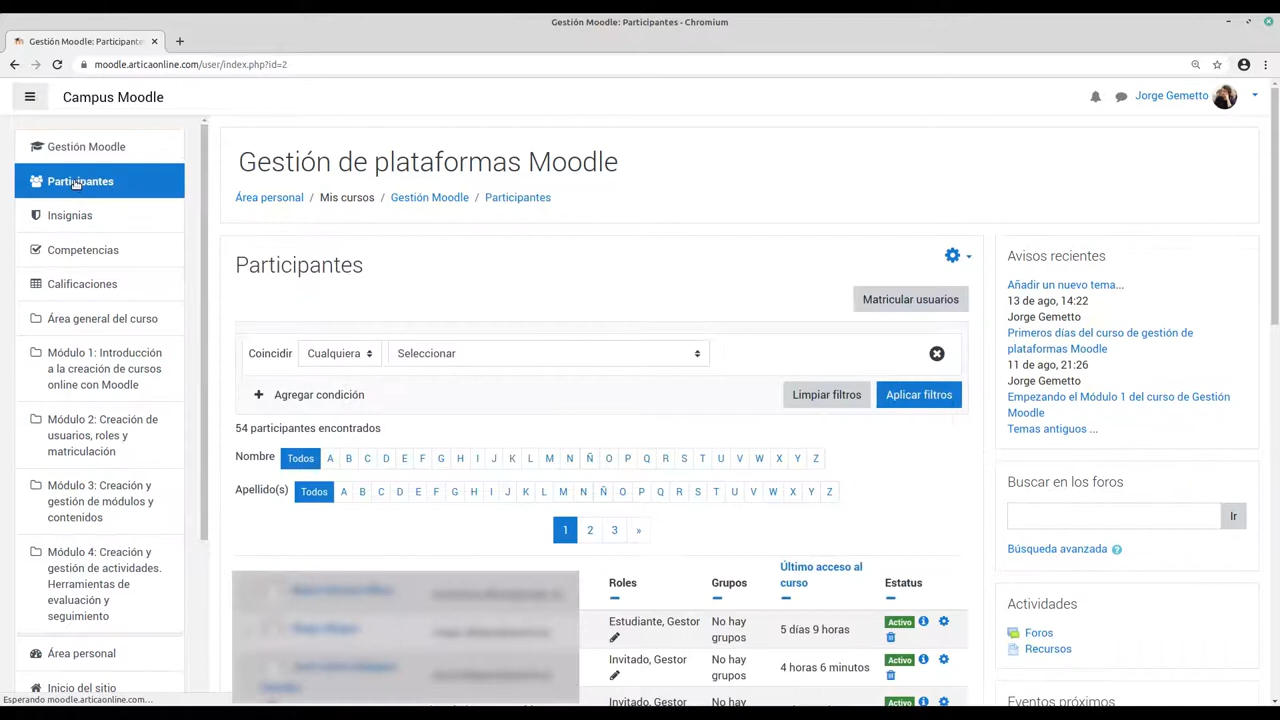 Gestión Moodle: Participantes - Chromium
Gestión Moodle: Participante
moodle.articaonline.com/user/index.php?id=2
Campus Moodle
Jorge Gemetto
Gestión Moodle
Participantes
Insignias
Competencias
Calificaciones
Área general del curso
Módulo 1: Introducción
a la creación de cursos
online con Moodle
Módulo 2: Creación de
usuarios, roles y
matriculación
Módulo 3: Creación y
gestión de módulos y
contenidos
Módulo 4: Creación y
gestión de actividades.
Herramientas de
evaluación y
seguimiento
Área personal
Inicio del sitio
Esperando moodle.articaonline.com...
Gestión de plataformas Moodle
Área personal / Mis cursos / Gestión Moodle / Participantes
Participantes
Matricular usuarios
Coincidir Cualquiera Seleccionar
Agregar condición Limpiar filtros Aplicar filtros
54 participantes encontrados
Nombre Todos A B C D E F G H I J K L M N Ñ O P Q R S T U V W X Y Z
Apellido(s) Todos A B C D E F G H I J K L M N Ñ O P Q R S T U V W X Y Z
1 2 3 »
Roles Grupos Último acceso al curso Estatus
Estudiante, Gestor No hay grupos 5 días 9 horas Activo
Invitado, Gestor No hay grupos 4 horas 6 minutos Activo
Invitado, Gestor No hay Activo
Avisos recientes
Añadir un nuevo tema...
13 de ago, 14:22
Jorge Gemetto
Primeros días del curso de gestión de
plataformas Moodle
11 de ago, 21:26
Jorge Gemetto
Empezando el Módulo 1 del curso de Gestión
Moodle
Temas antiguos ...
Buscar en los foros
Ir
Búsqueda avanzada
Actividades
Foros
Recursos
Eventos próximos